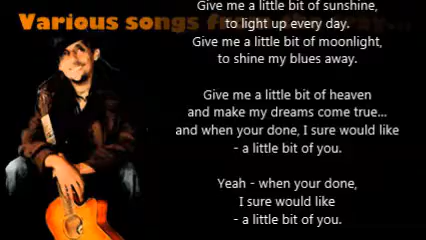 Give me a little bit of sunshine,
Various songs
to light up every day.
Give me a little bit of moonlight,
to shine my blues away.
Give me a little bit of heaven
and make my dreams come true...
and when your done, I sure would like
- a little bit of you.
Yeah - when your done,
I sure would like
- a little bit of you.